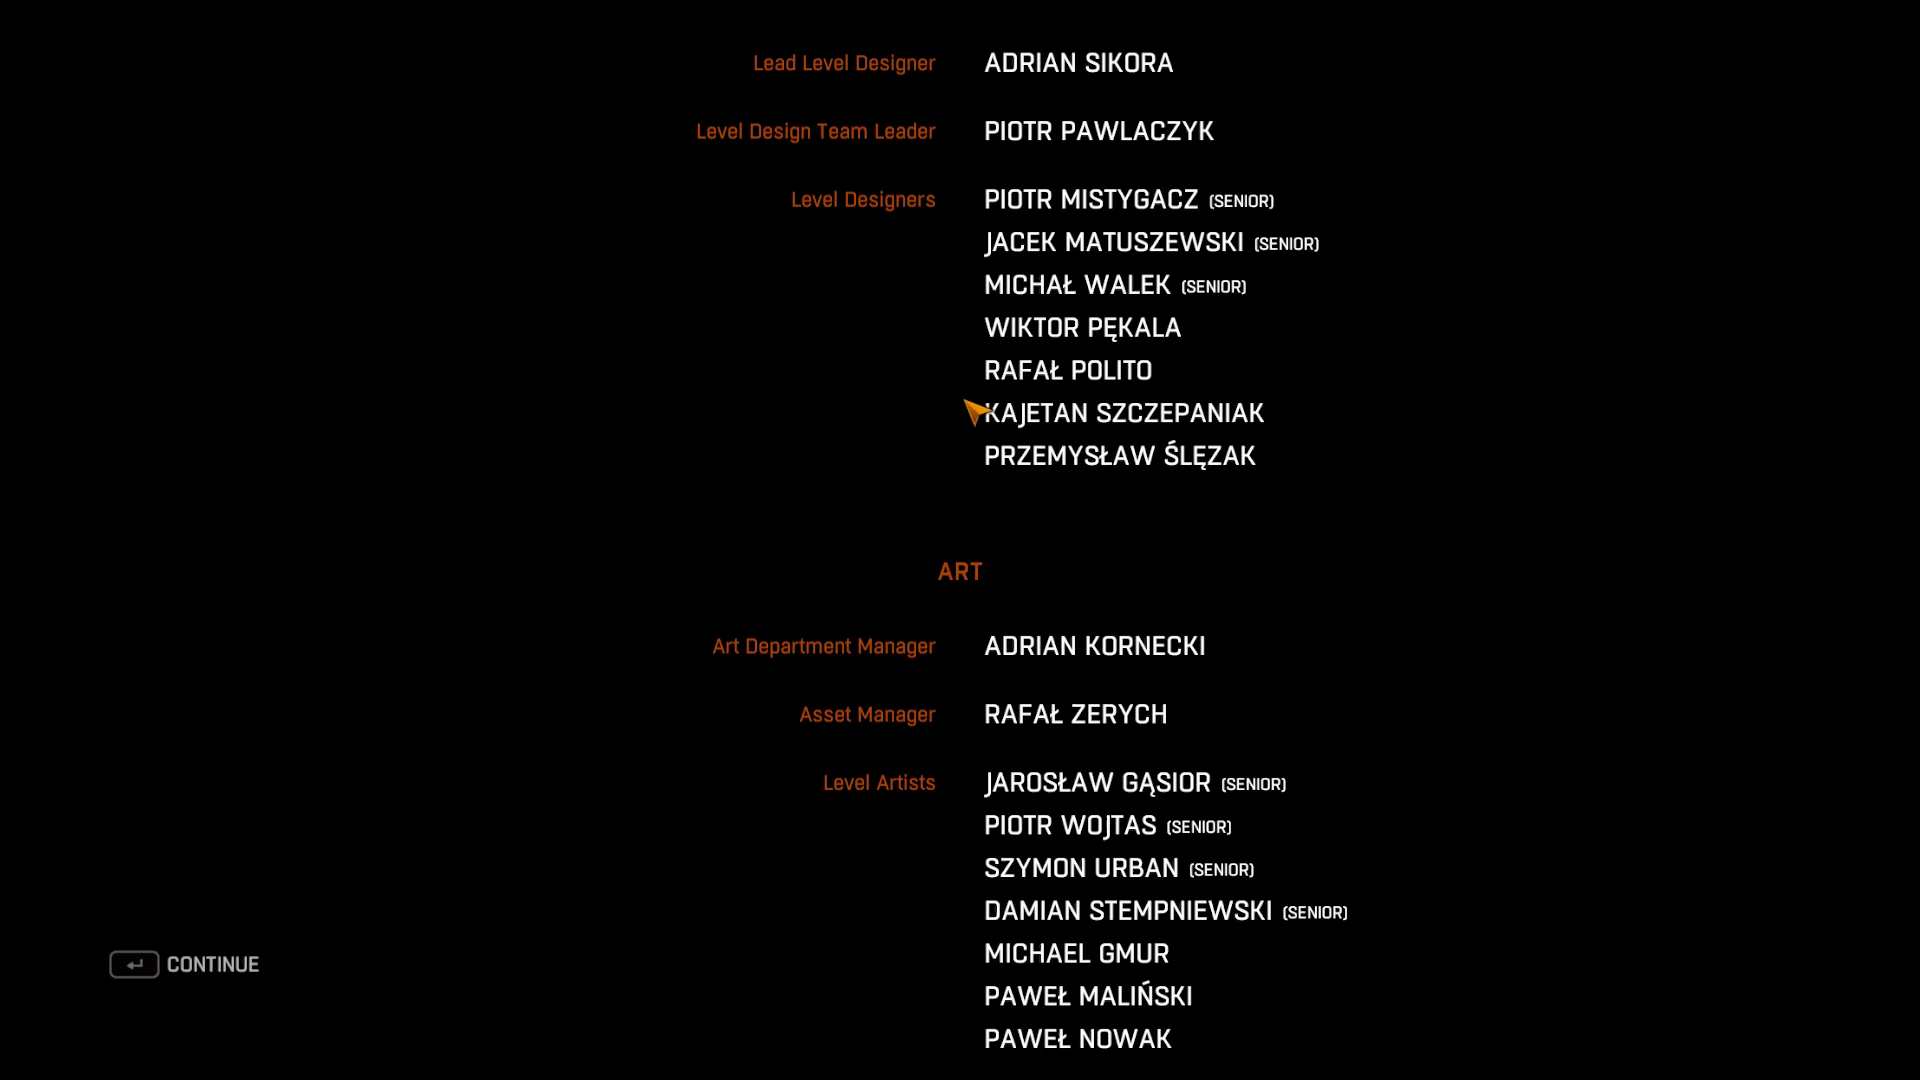 Lead Level Designer ADRIAN SIKORA
Level Design Team Leader PIOTR PAWLACZYK
Level Designers PIOTR MISTYGACZ (SENIOR)
JACEK MATUSZEWSKI (SENIOR)
MICHAŁ WALEK (SENIOR)
WIKTOR PĘKALA
RAFAŁ POLITO
KAJETAN SZCZEPANIAK
PRZEMYSŁAW ŚLĘZAK
ART
Art Department Manager ADRIAN KORNECKI
Asset Manager RAFAŁ ZERYCH
Level Artists JAROSŁAW GĄSIOR (SENIOR)
PIOTR WOJTAS (SENIOR)
SZYMON URBAN (SENIOR)
DAMIAN STEMPNIEWSKI (SENIOR)
MICHAEL GMUR
CONTINUE
PAWEŁ MALIŃSKI
PAWEŁ NOWAK